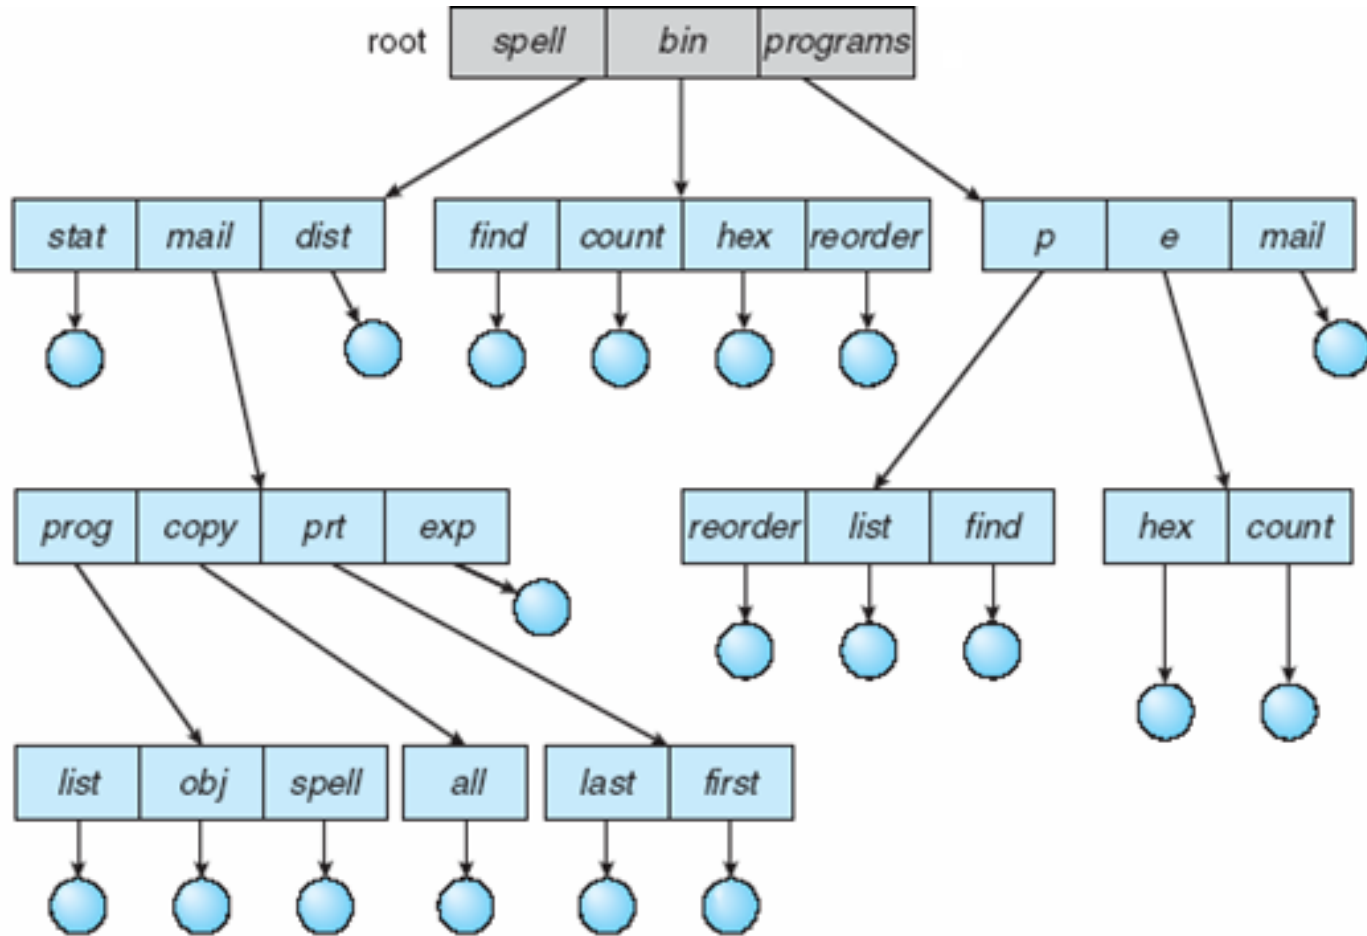 root spell bin programs
stat mail dist find count hex reorder p e mail
prog copy prt exp reorder list find hex count
list obj spell all last first